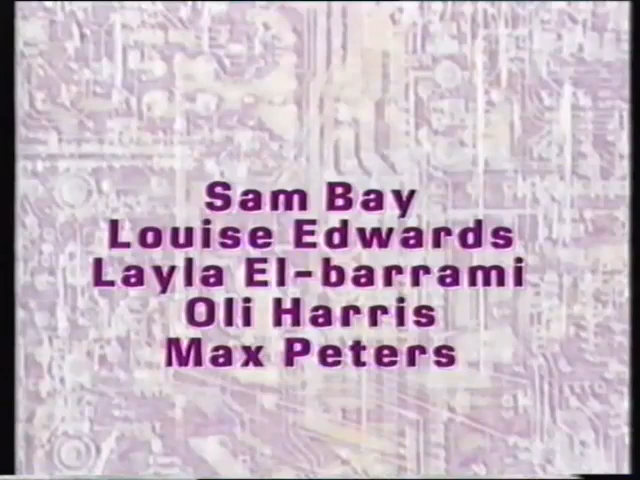 Sam Bay
Louise Edwards
Layla El-barrami
Oli Harris
Max Peters